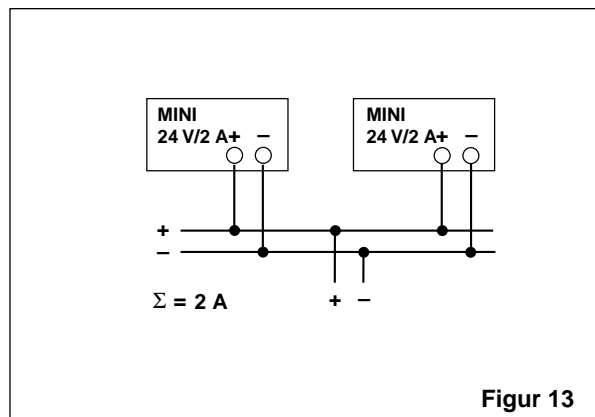 MINI
24 V/2 A+ −
MINI
24 V/2 A+ −
+
−
Σ = 2 A
+ −
Figur 13